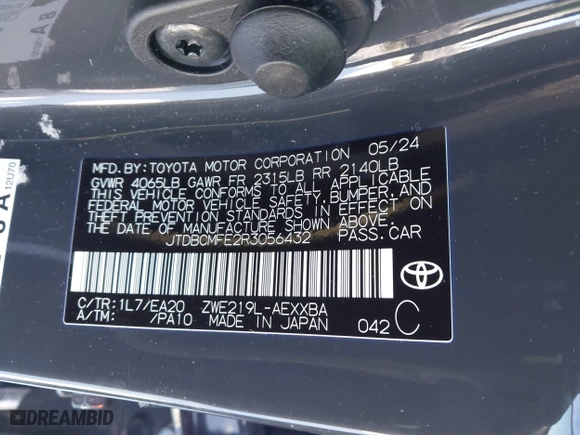 MFD.BY: TOYOTA MOTOR CORPORATION 05/24
GVWR 4065LB GAWR FR 2315LB RR 2140LB
THIS VEHICLE CONFORMS TO ALL APPLICABLE
FEDERAL MOTOR VEHICLE SAFETY, BUMPER, AND
THEFT PREVENTION STANDARDS IN EFFECT ON
THE DATE OF MANUFACTURE SHOWN ABOVE.
JTDBCMFE2R3056432 PASS.CAR
C/TR: 1L7/EA20 ZWE219L-AEXXBA
A/TM: /PA10 MADE IN JAPAN 042 C
12U70
DREAMBID